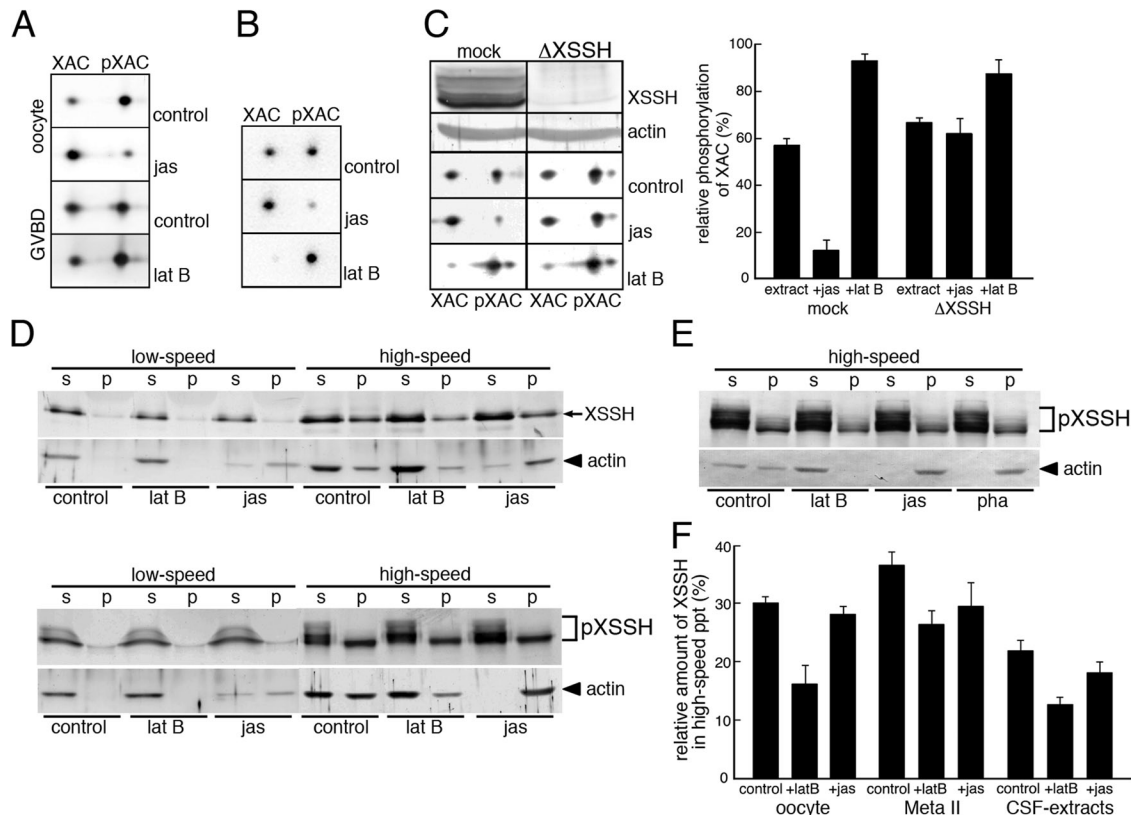 A
XAC pXAC
oocyte
control
jas
GVBD
control
lat B
B
XAC pXAC
control
jas
lat B
C
mock ΔXSSH
XSSH
actin
control
jas
lat B
XAC pXAC XAC pXAC
relative phosphorylation
of XAC (%)
100
80
60
40
20
0
extract +jas +lat B extract +jas +lat B
mock ΔXSSH
D
low-speed high-speed
s p s p s p s p s p s p
XSSH
actin
control lat B jas control lat B jas
low-speed high-speed
s p s p s p s p s p s p
pXSSH
actin
control lat B jas control lat B jas
E
high-speed
s p s p s p s p
pXSSH
actin
control lat B jas pha
F
relative amount of XSSH
in high-speed ppt (%)
40
30
20
10
0
control +latB +jas control +latB +jas control +latB +jas
oocyte Meta II CSF-extracts